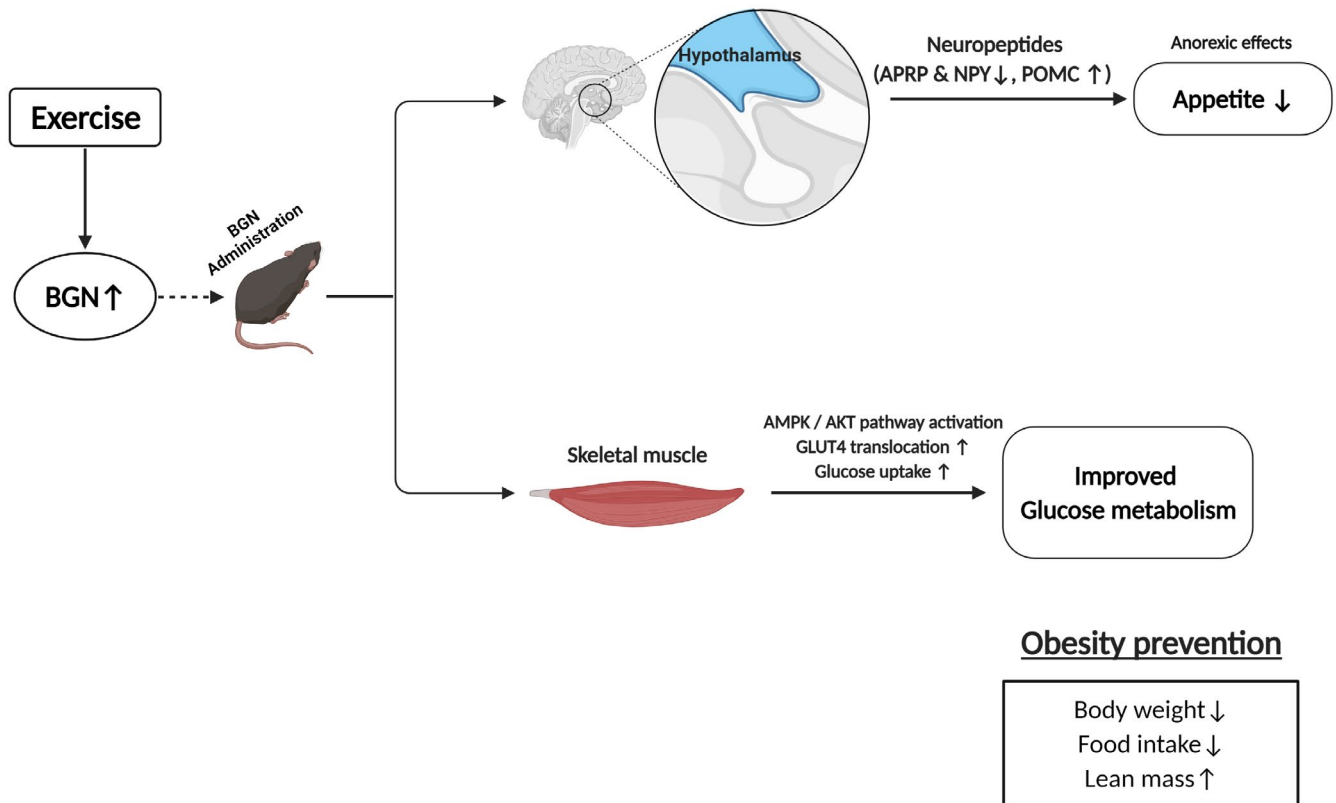 Exercise
BGN↑
BGN
Administration
Hypothalamus
Neuropeptides
(APRP & NPY↓, POMC ↑)
Anorexic effects
Appetite ↓
Skeletal muscle
AMPK / AKT pathway activation
GLUT4 translocation ↑
Glucose uptake ↑
Improved
Glucose metabolism
Obesity prevention
Body weight↓
Food intake↓
Lean mass↑